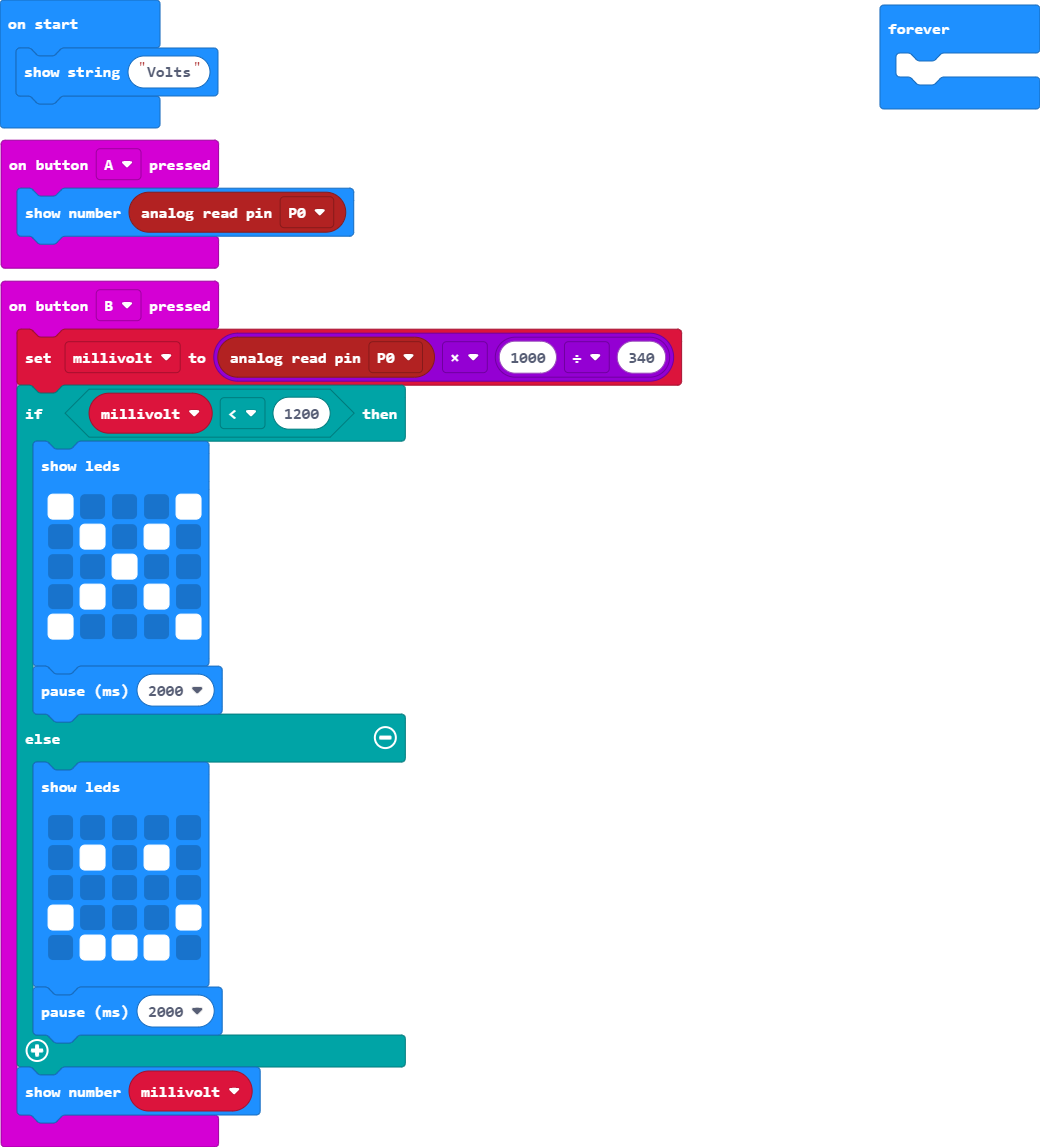 on start
show string "Volts"
forever
on button A pressed
show number analog read pin P0
on button B pressed
set millivolt to analog read pin P0 × 1000 ÷ 340
if millivolt < 1200 then
show leds
pause (ms) 2000
else
show leds
pause (ms) 2000
show number millivolt